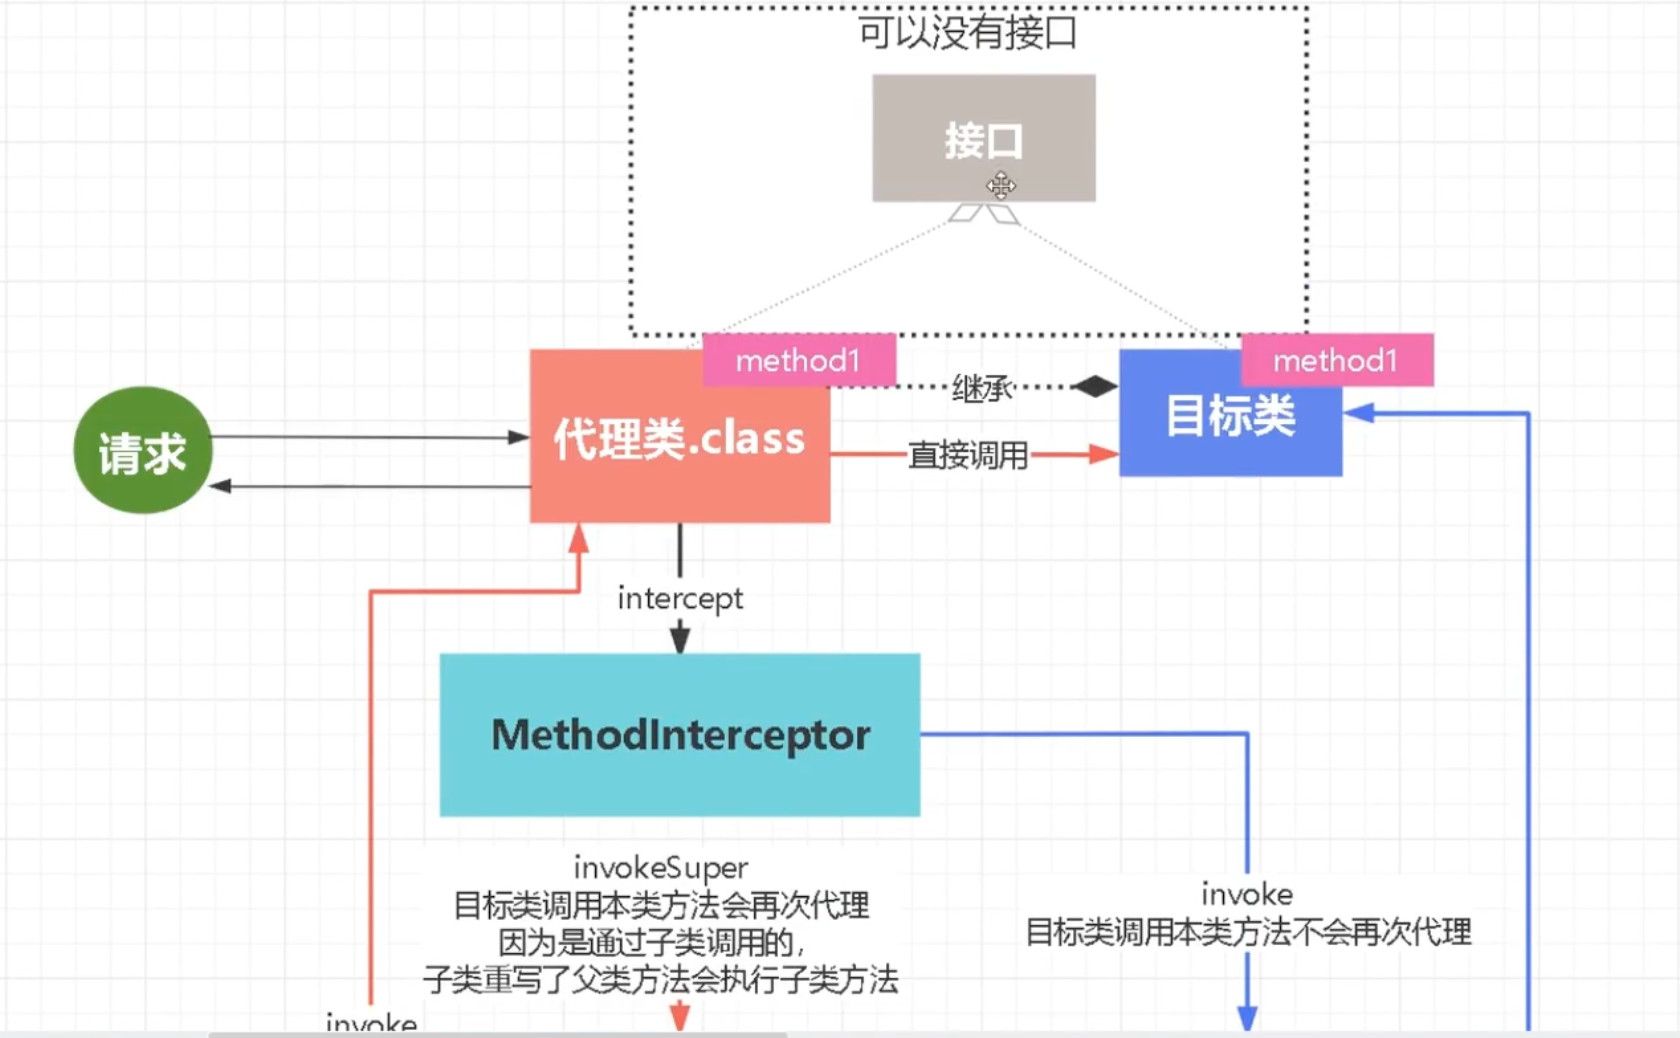 可以没有接口
接口
method1
method1
继承
请求
代理类.class
目标类
直接调用
intercept
MethodInterceptor
invokeSuper
目标类调用本类方法会再次代理
因为是通过子类调用的，
子类重写了父类方法会执行子类方法
invoke
目标类调用本类方法不会再次代理
invoke